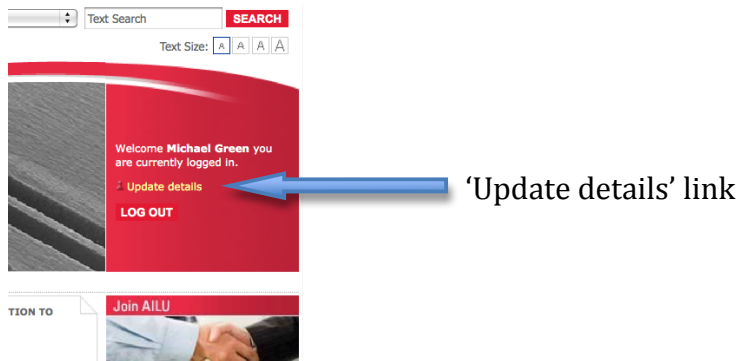 Text Search SEARCH
Text Size: A A A A
Welcome Michael Green you
are currently logged in.
Update details
LOG OUT
‘Update details’ link
TION TO
Join AILU